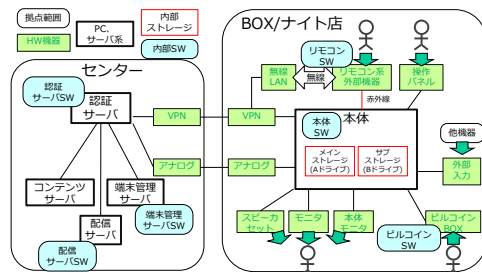 拠点範囲
HW機器
PC、
サーバ系
内部
ストレージ
内部SW
BOX/ナイト店
センター
認証
サーバSW
認証
サーバ
VPN
アナログ
コンテンツ
サーバ
端末管理
サーバ
配信
サーバ
端末管理
サーバSW
配信
サーバSW
リモコン
SW
無線
LAN
無線
リモコン系
外部機器
操作
パネル
赤外線
VPN
本体
SW
本体
メイン
ストレージ
(Aドライブ)
サブ
ストレージ
(Bドライブ)
アナログ
他機器
外部
入力
スピーカ
セット
モニタ
本体
モニタ
ビルコイン
SW
ビルコイン
BOX